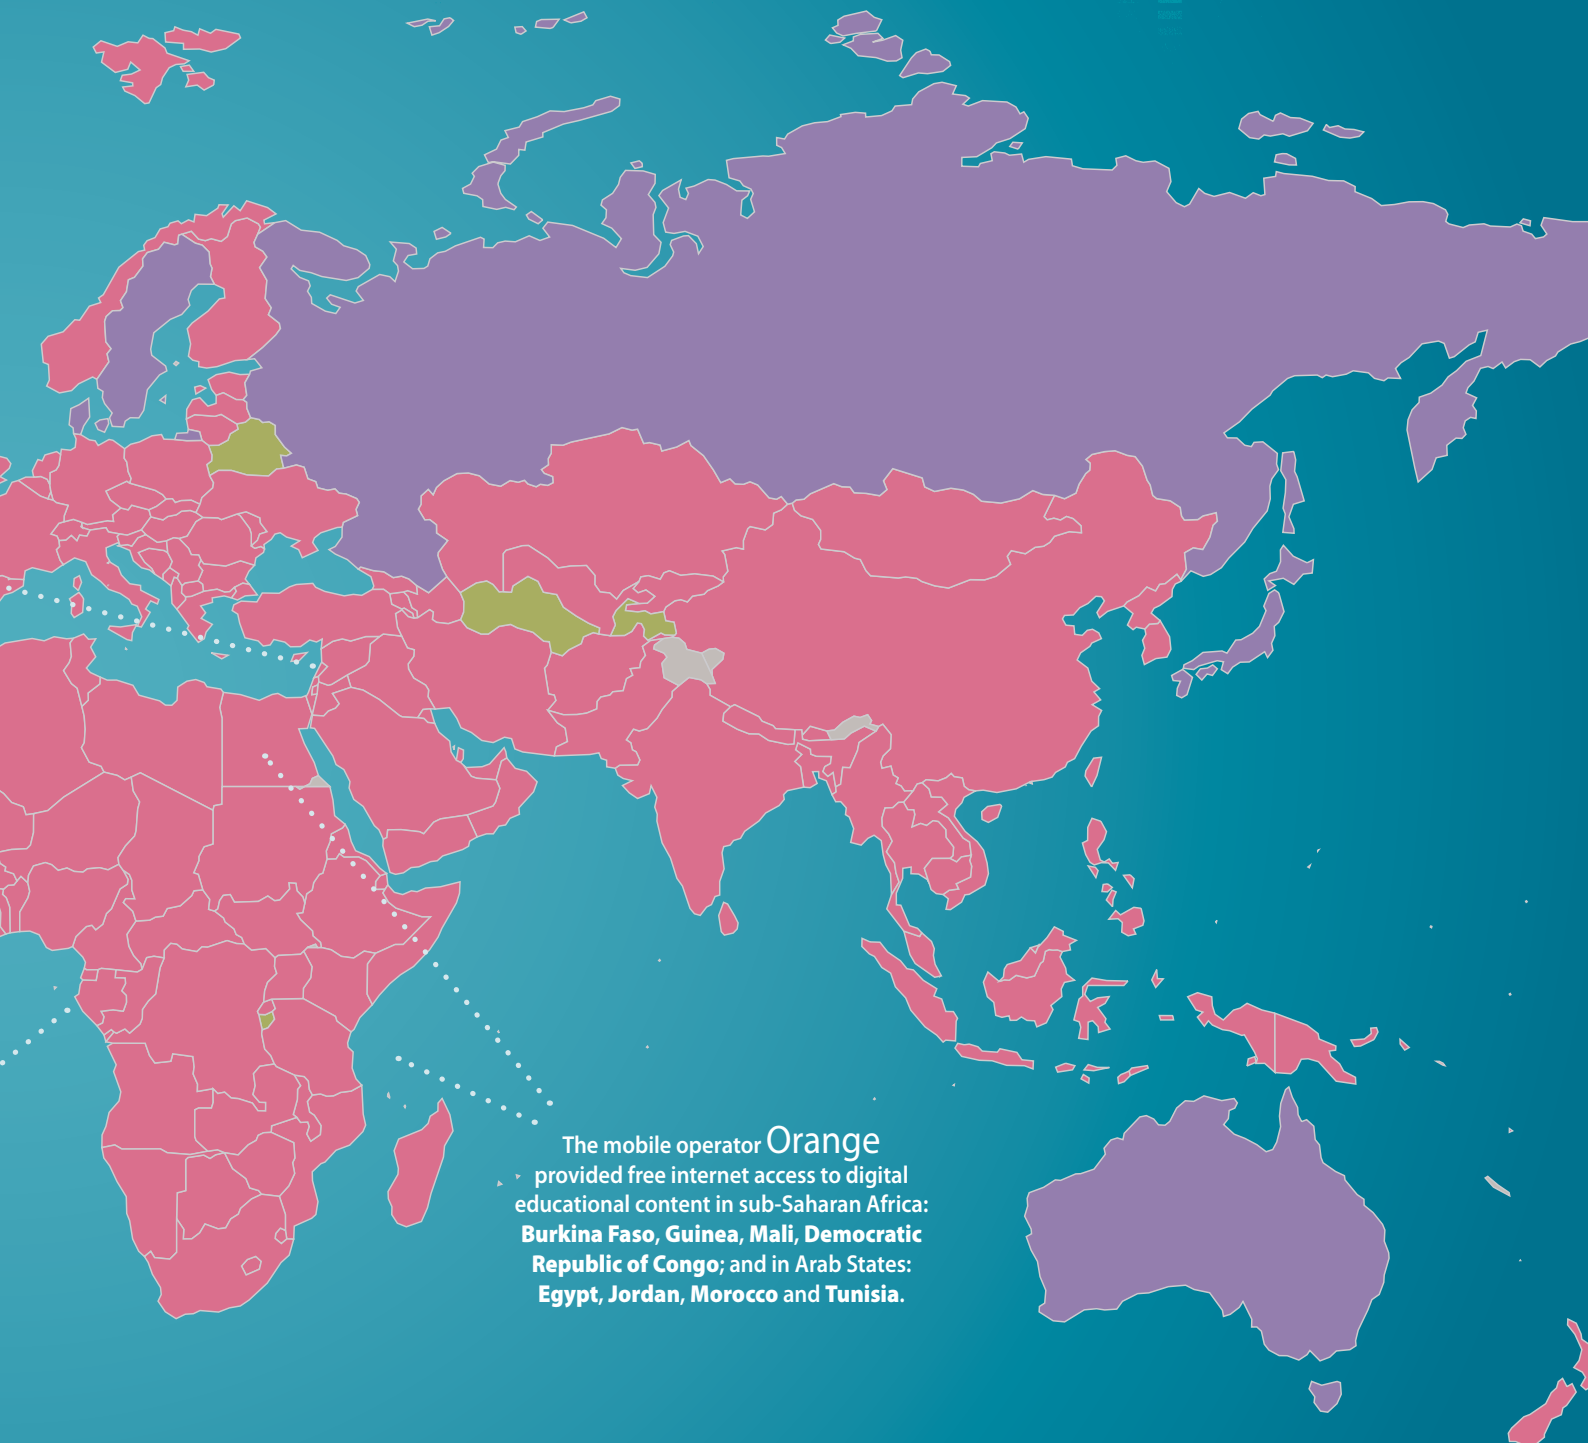 The mobile operator Orange
provided free internet access to digital
educational content in sub-Saharan Africa:
Burkina Faso, Guinea, Mali, Democratic
Republic of Congo; and in Arab States:
Egypt, Jordan, Morocco and Tunisia.